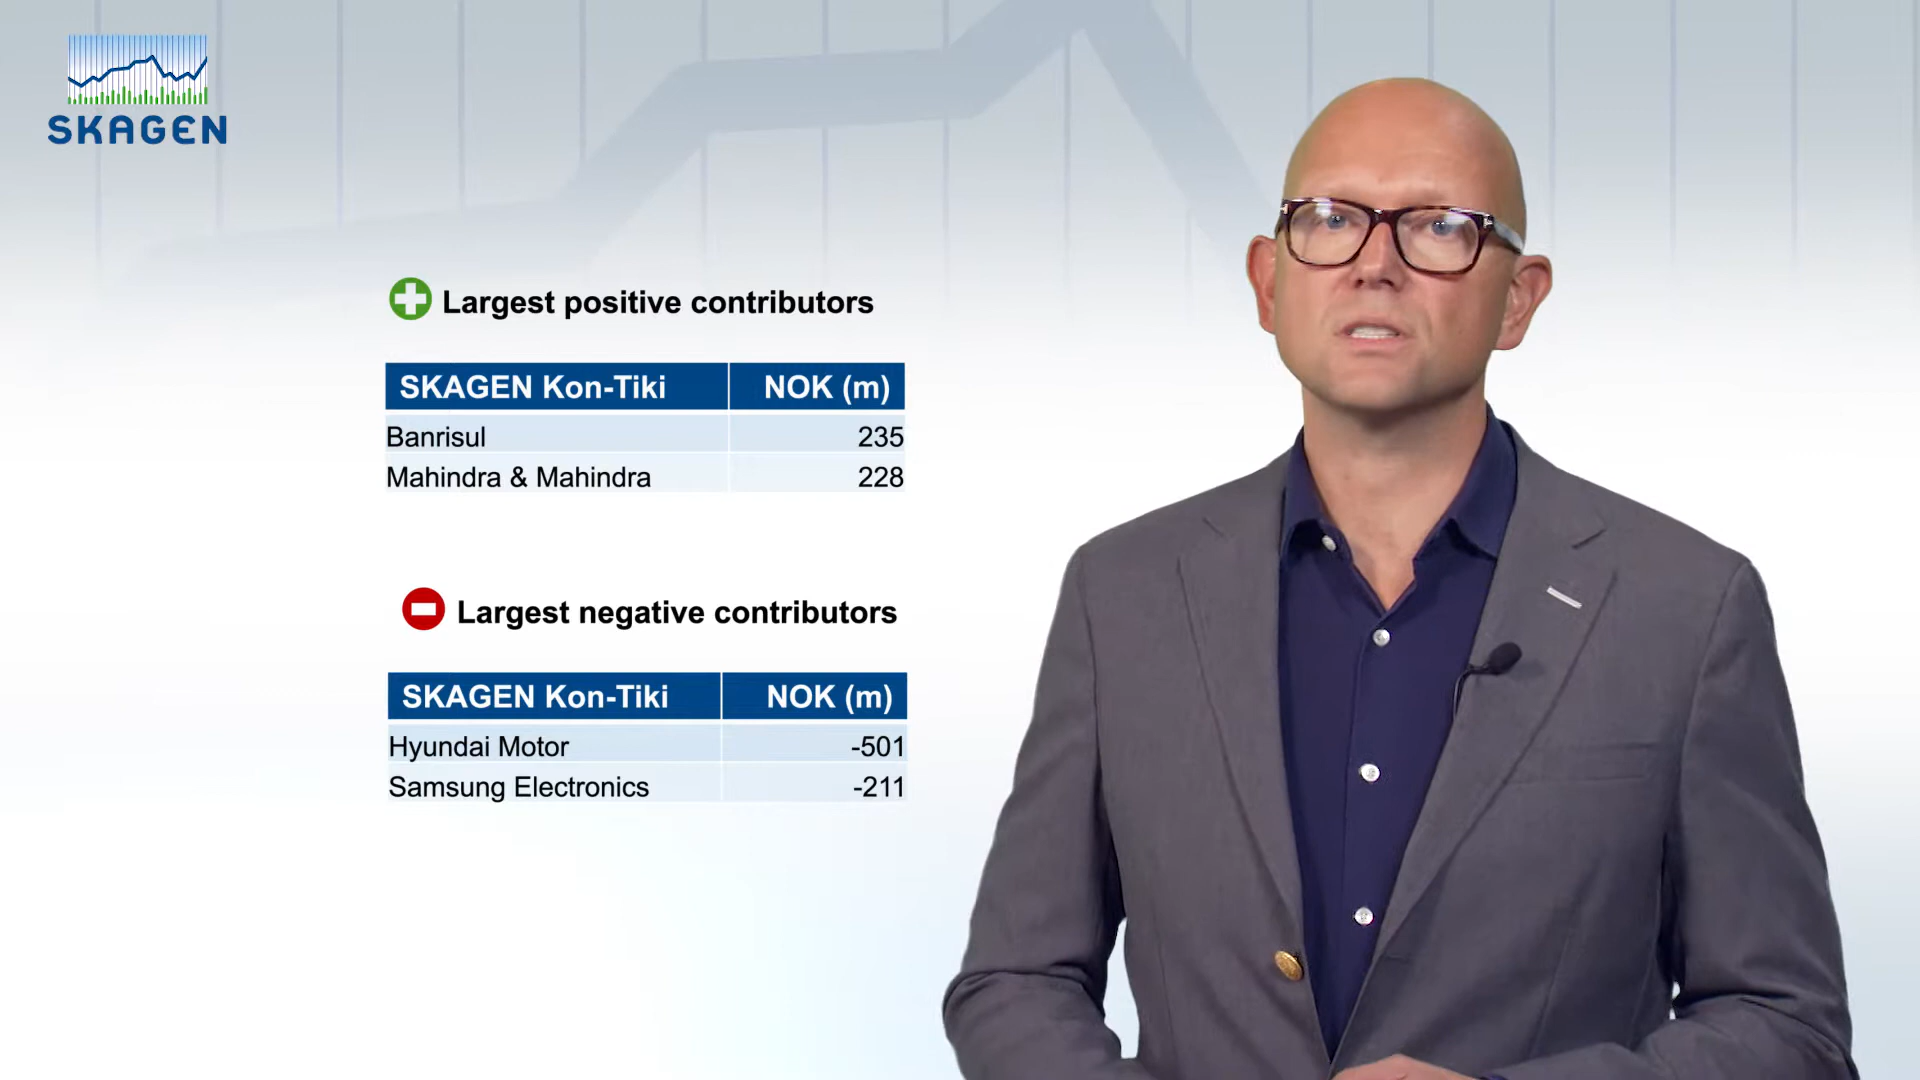 SKAGEN
Largest positive contributors
SKAGEN Kon-Tiki NOK (m)
Banrisul 235
Mahindra & Mahindra 228
Largest negative contributors
SKAGEN Kon-Tiki NOK (m)
Hyundai Motor -501
Samsung Electronics -211